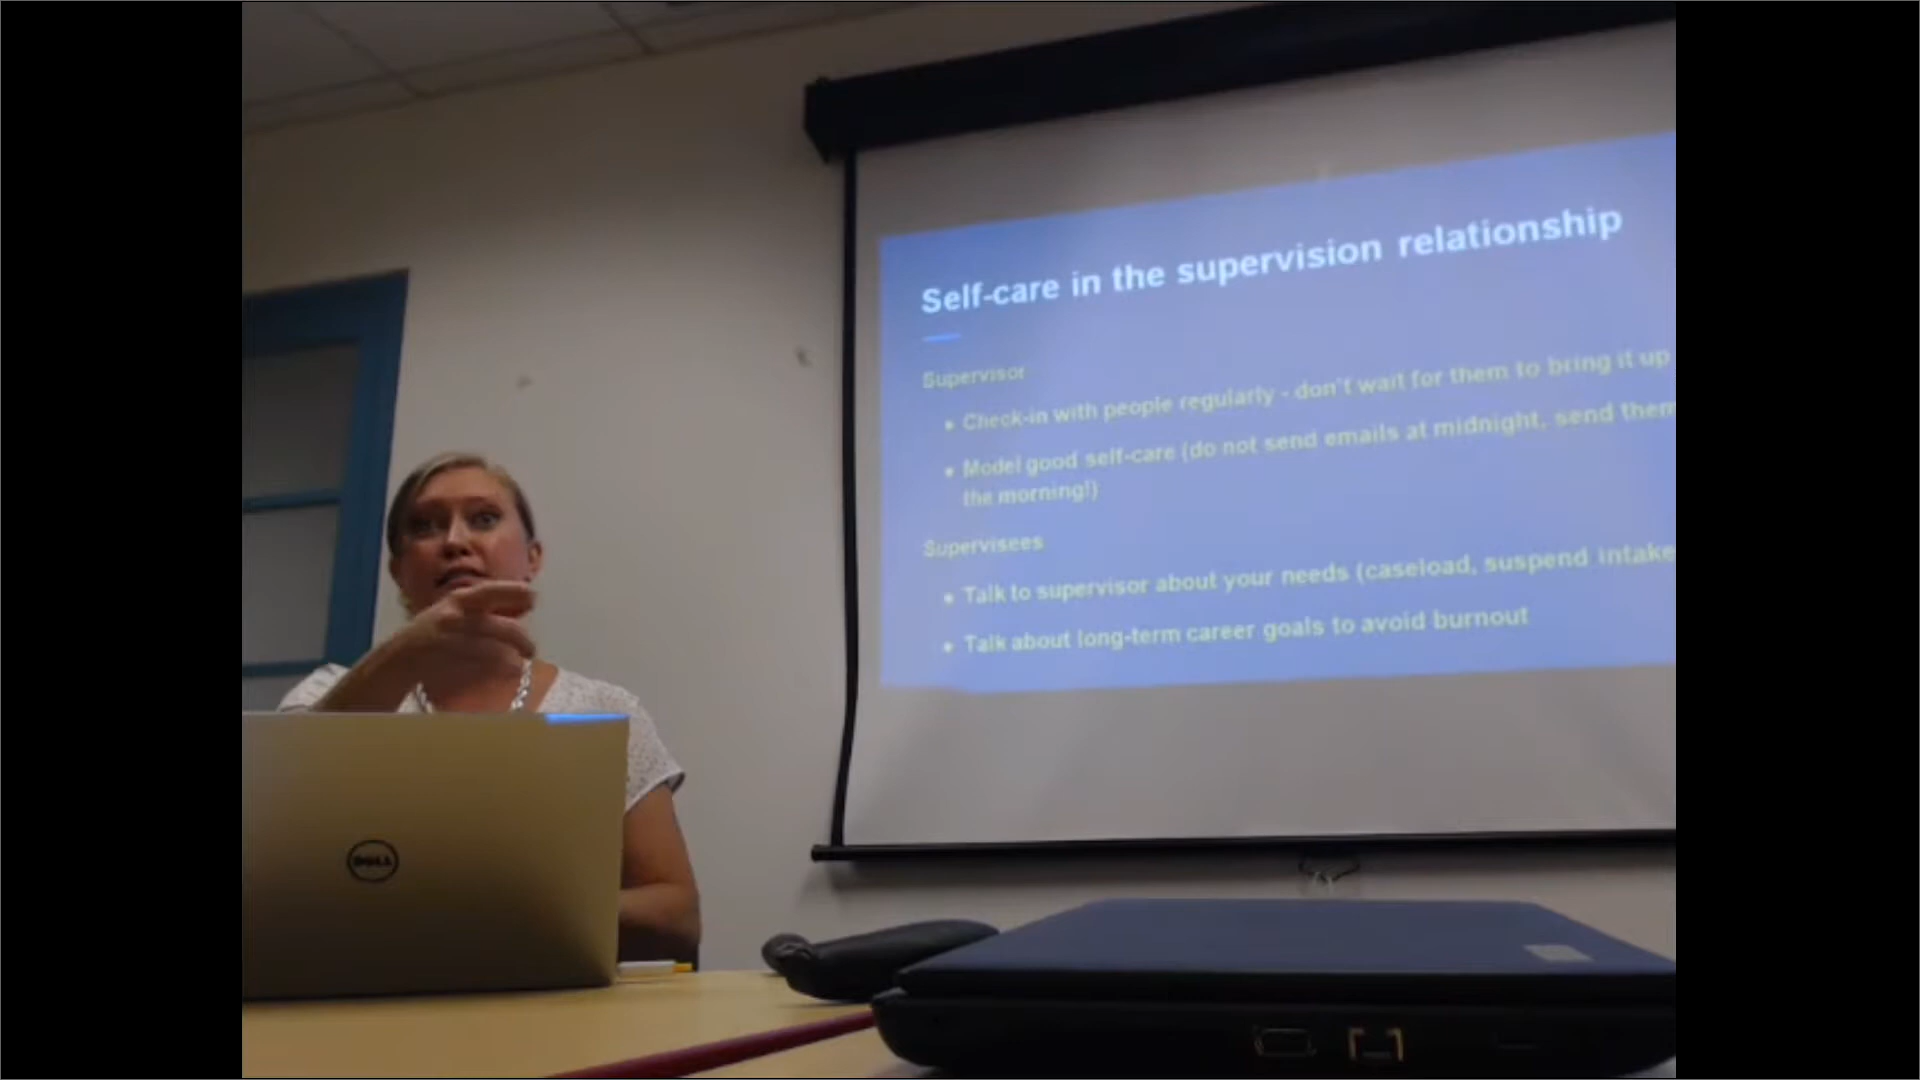 Self-care in the supervision relationship
Supervisor
• Check-in with people regularly - don't wait for them to bring it up
• Model good self-care (do not send emails at midnight, send them
the morning!)
Supervisees
• Talk to supervisor about your needs (caseload, suspend intake
• Talk about long-term career goals to avoid burnout
DELL